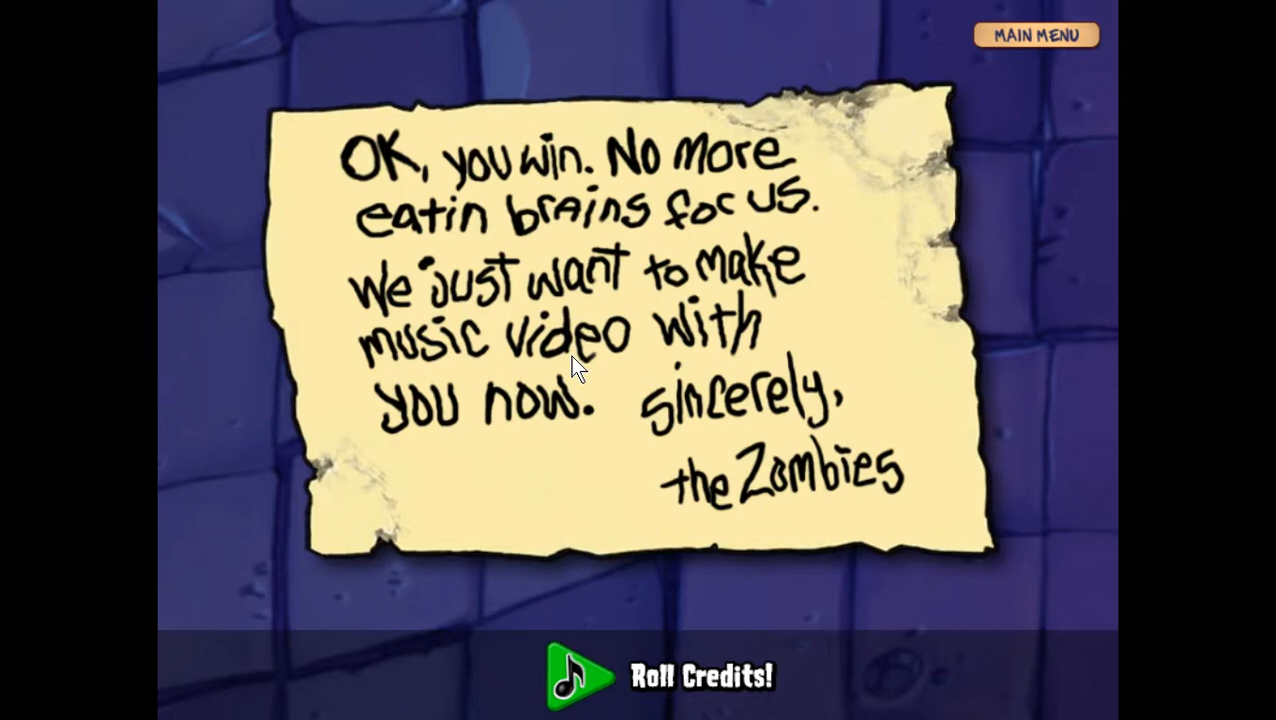 MAIN MENU
OK, you win. No more
eatin brains for us.
We just want to make
music video with
you now.
sincerely,
the Zombies
Roll Credits!